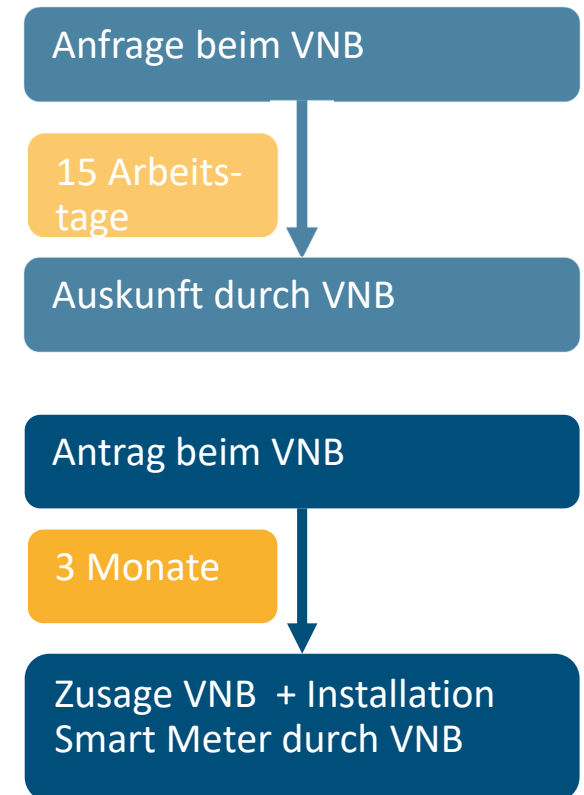 Anfrage beim VNB
15 Arbeits-
tage
Auskunft durch VNB
Antrag beim VNB
3 Monate
Zusage VNB + Installation
Smart Meter durch VNB